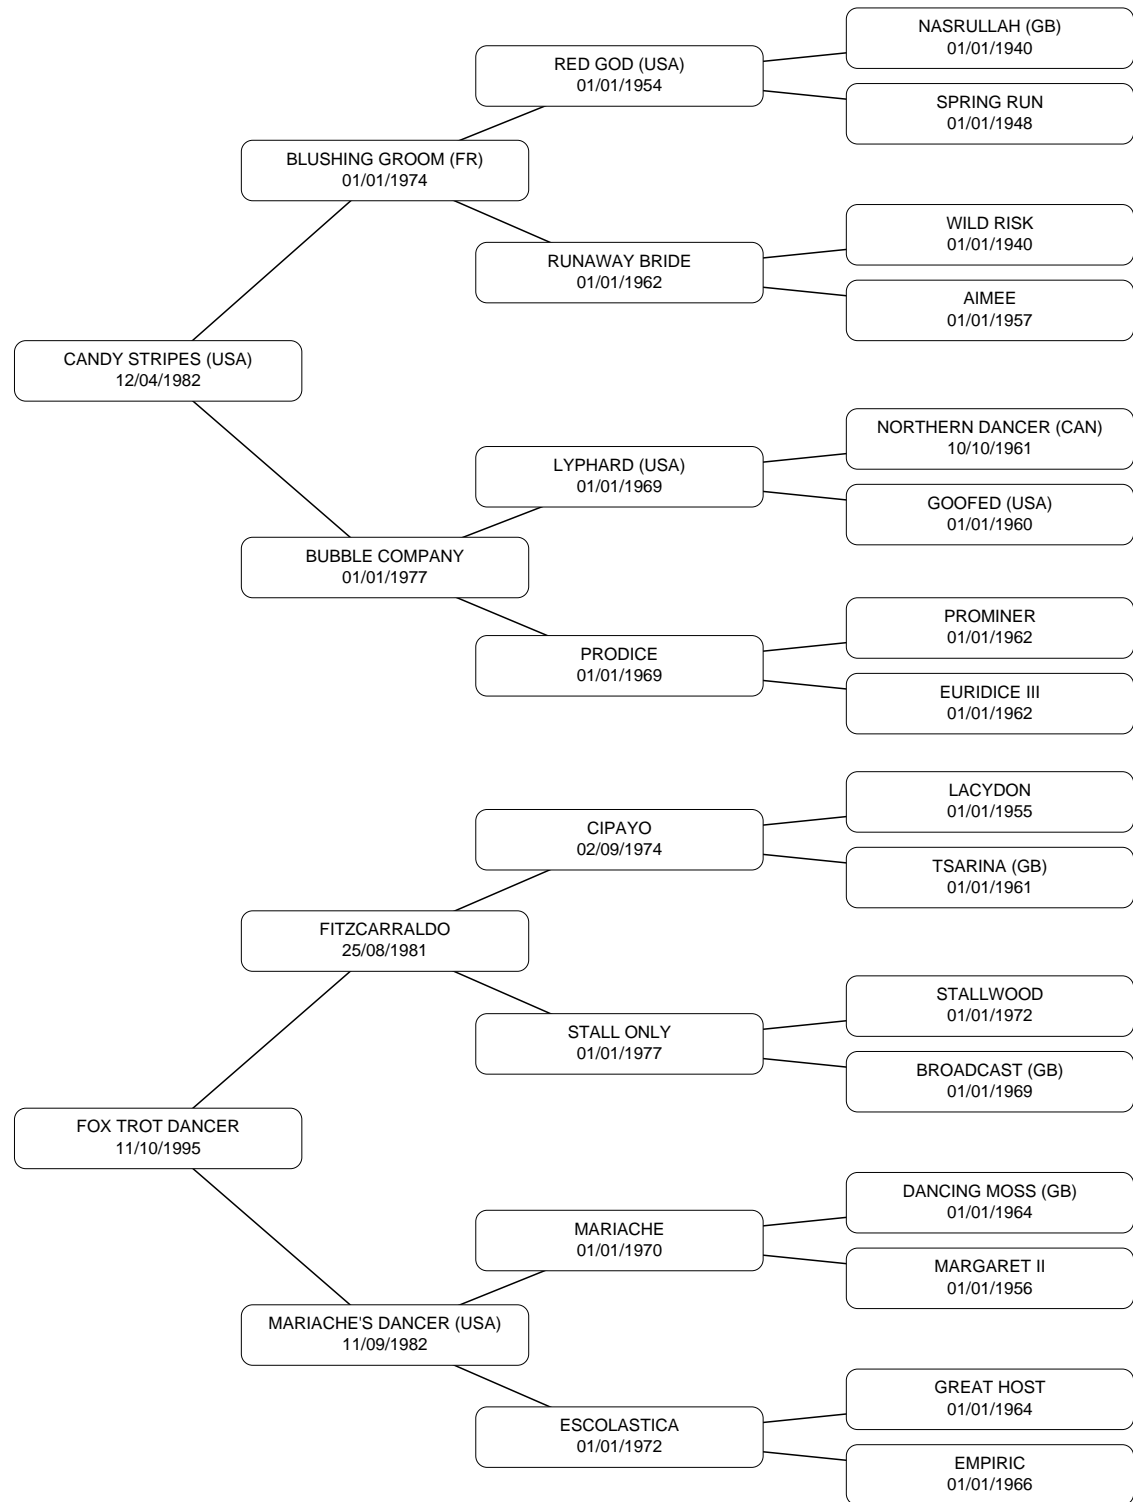 NASRULLAH (GB)
01/01/1940
RED GOD (USA)
01/01/1954
SPRING RUN
01/01/1948
BLUSHING GROOM (FR)
01/01/1974
WILD RISK
01/01/1940
RUNAWAY BRIDE
01/01/1962
AIMEE
01/01/1957
CANDY STRIPES (USA)
12/04/1982
NORTHERN DANCER (CAN)
10/10/1961
LYPHARD (USA)
01/01/1969
GOOFED (USA)
01/01/1960
BUBBLE COMPANY
01/01/1977
PROMINER
01/01/1962
PRODICE
01/01/1969
EURIDICE III
01/01/1962
LACYDON
01/01/1955
CIPAYO
02/09/1974
TSARINA (GB)
01/01/1961
FITZCARRALDO
25/08/1981
STALLWOOD
01/01/1972
STALL ONLY
01/01/1977
BROADCAST (GB)
01/01/1969
FOX TROT DANCER
11/10/1995
DANCING MOSS (GB)
01/01/1964
MARIACHE
01/01/1970
MARGARET II
01/01/1956
MARIACHE'S DANCER (USA)
11/09/1982
GREAT HOST
01/01/1964
ESCOLASTICA
01/01/1972
EMPIRIC
01/01/1966